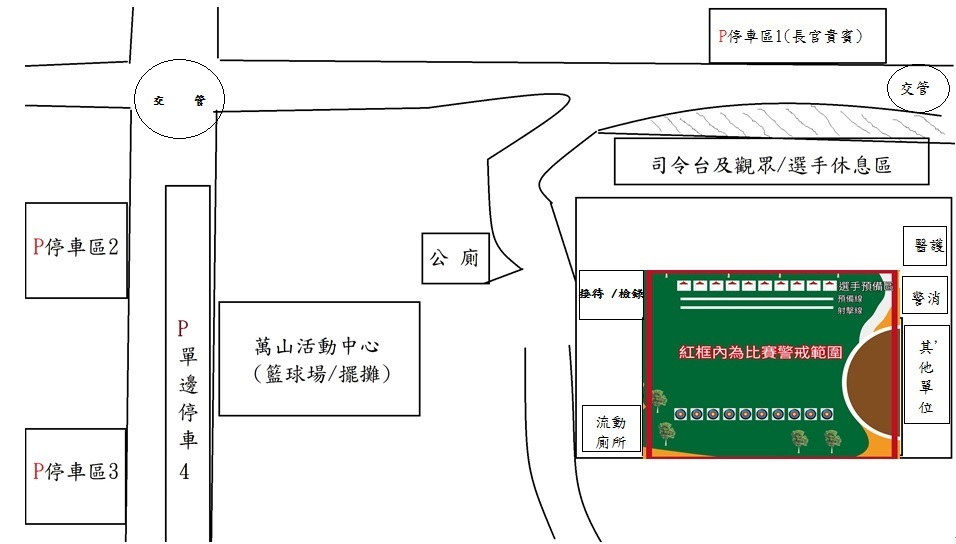 P停車區1(長官貴賓)
交管
交管
司令台及觀眾/選手休息區
P停車區2
公廁
醫護
接待/檢錄
選手預備區
預備線
射擊線
警消
P單邊停車4
萬山活動中心
(籃球場/擺攤)
紅框內為比賽警戒範圍
其他單位
流動
廁所
P停車區3